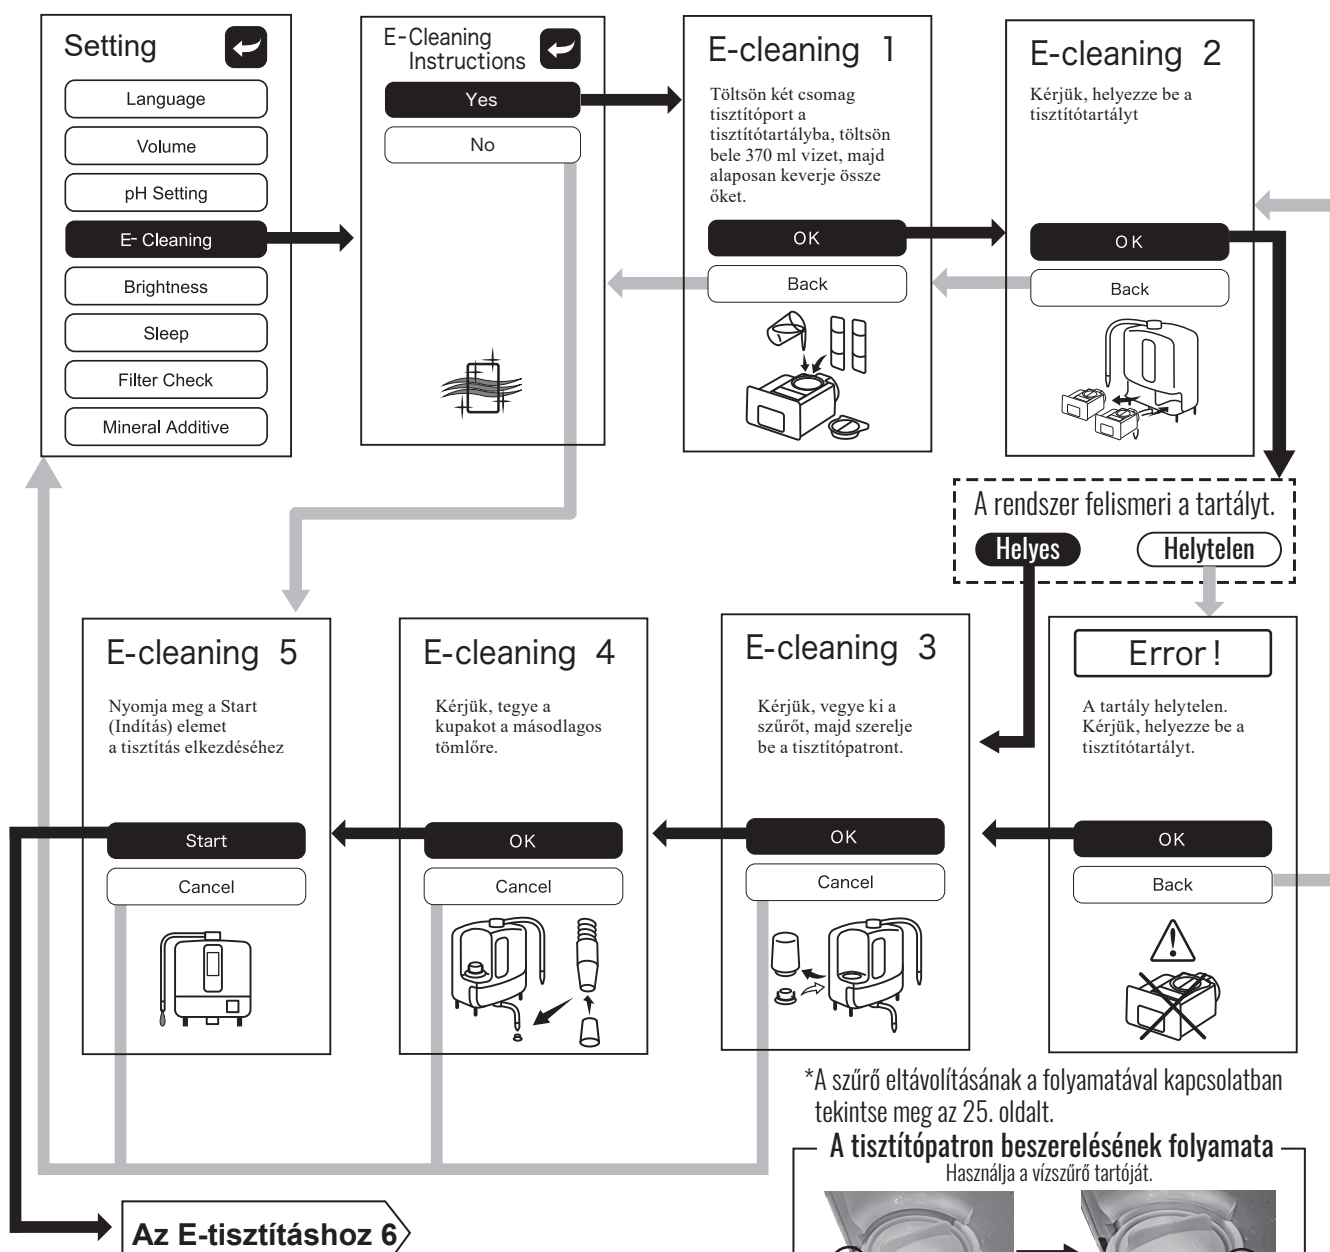 Setting
Language
Volume
pH Setting
E- Cleaning
Brightness
Sleep
Filter Check
Mineral Additive
E-Cleaning
Instructions
Yes
No
E-cleaning 1
Töltsön két csomag
tisztítóport a
tisztítótartályba, töltsön
bele 370 ml vizet, majd
alaposan keverje össze
őket.
OK
Back
E-cleaning 2
Kérjük, helyezze be a
tisztítótartályt
OK
Back
A rendszer felismeri a tartályt.
Helyes
Helytelen
E-cleaning 5
Nyomja meg a Start
(Indítás) elemet
a tisztítás elkezdéséhez
Start
Cancel
E-cleaning 4
Kérjük, tegye a
kupakot a másodlagos
tömlőre.
OK
Cancel
E-cleaning 3
Kérjük, vegye ki a
szűrőt, majd szerelje
be a tisztítópatront.
OK
Cancel
Error!
A tartály helytelen.
Kérjük, helyezze be a
tisztítótartályt.
OK
Back
*A szűrő eltávolításának a folyamatával kapcsolatban
tekintse meg az 25. oldalt.
A tisztítópatron beszerelésének folyamata
Használja a vízszűrő tartóját.
Az E-tisztításhoz 6